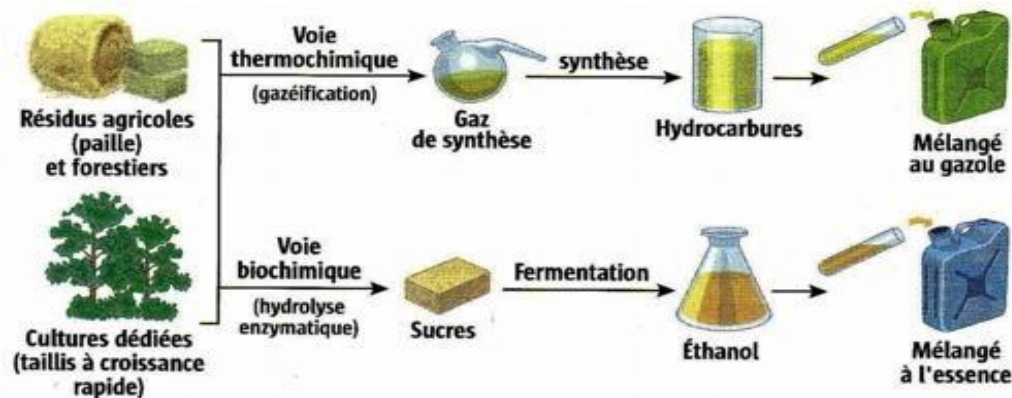 Résidus agricoles
(paille)
et forestiers
Cultures dédiées
(taillis à croissance
rapide)
Voie
thermochimique
(gazéification)
Gaz
de synthèse
synthèse
Hydrocarbures
Mélangé
au gazole
Voie
biochimique
(hydrolyse
enzymatique)
Sucres
Fermentation
Éthanol
Mélangé
à l'essence